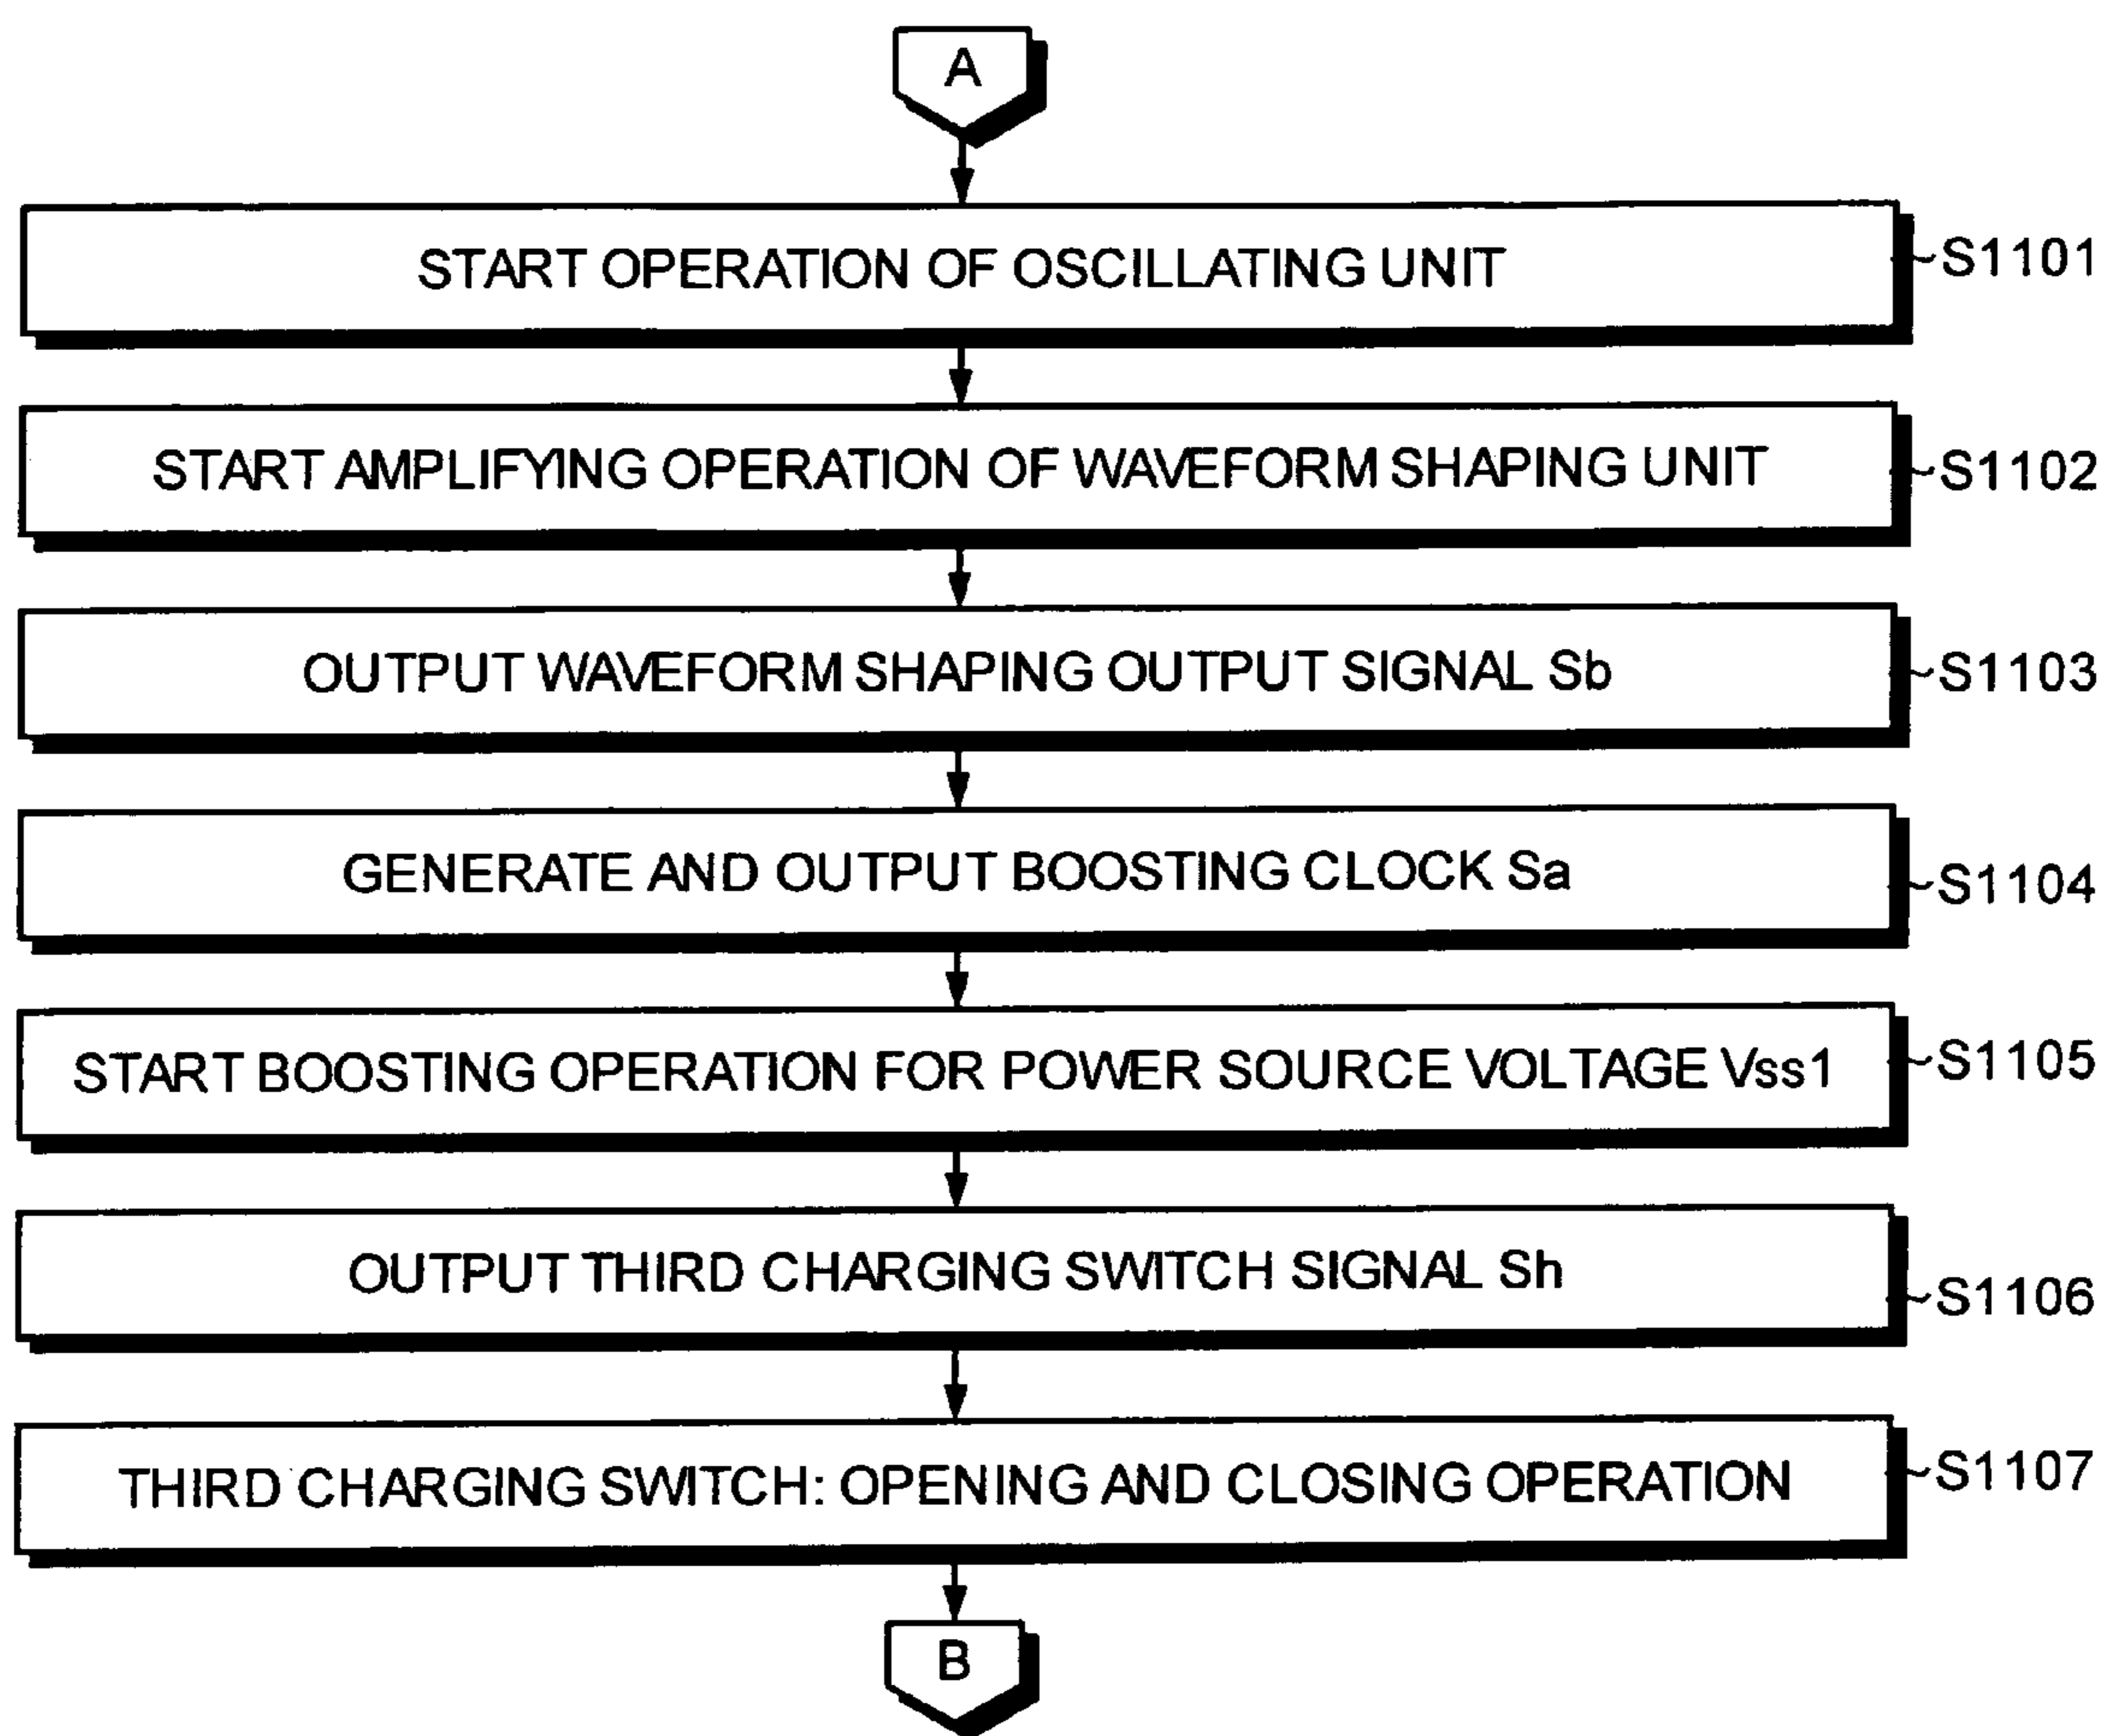 A
START OPERATION OF OSCILLATING UNIT
S1101
START AMPLIFYING OPERATION OF WAVEFORM SHAPING UNIT
S1102
OUTPUT WAVEFORM SHAPING OUTPUT SIGNAL Sb
S1103
GENERATE AND OUTPUT BOOSTING CLOCK Sa
S1104
START BOOSTING OPERATION FOR POWER SOURCE VOLTAGE Vss1
S1105
OUTPUT THIRD CHARGING SWITCH SIGNAL Sh
S1106
THIRD CHARGING SWITCH: OPENING AND CLOSING OPERATION
S1107
B